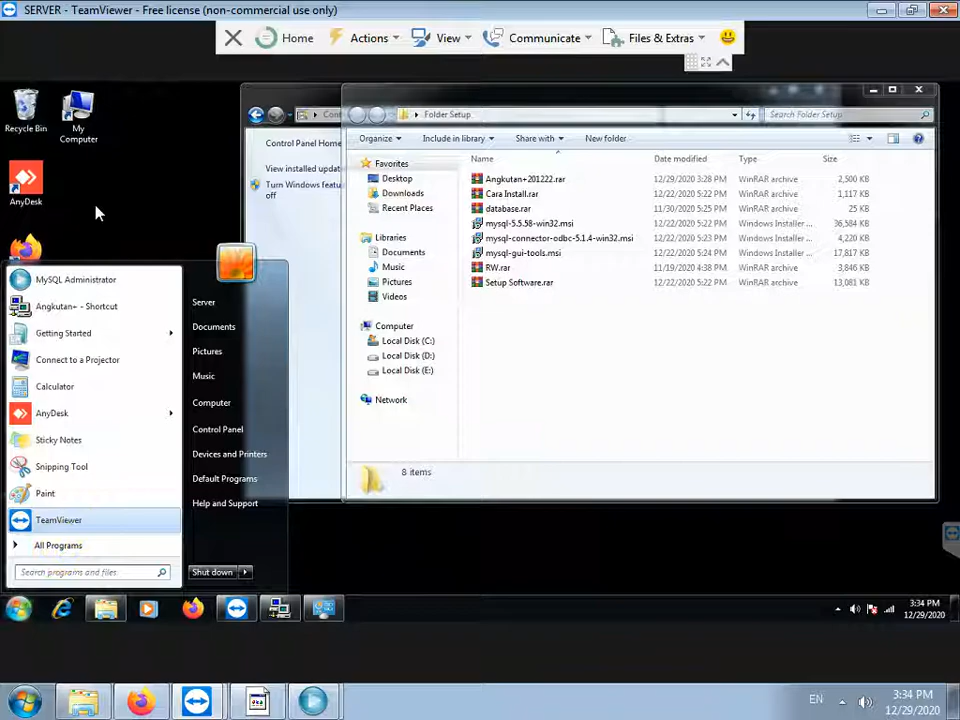 SERVER - TeamViewer - Free license (non-commercial use only)
Home
Actions
View
Communicate
Files & Extras
Recycle Bin
My Computer
AnyDesk
Folder Setup
Search Folder Setup
Control Panel Home
View installed updat
Turn Windows featu
off
Organize
Include in library
Share with
New folder
Favorites
Desktop
Downloads
Recent Places
Libraries
Documents
Music
Pictures
Videos
Computer
Local Disk (C:)
Local Disk (D:)
Local Disk (E:)
Network
Name Date modified Type Size
Angkutan+201222.rar 12/29/2020 3:28 PM WinRAR archive 2,500 KB
Cara Install.rar 12/22/2020 5:22 PM WinRAR archive 1,117 KB
database.rar 11/30/2020 5:25 PM WinRAR archive 25 KB
mysql-5.5.58-win32.msi 12/22/2020 5:22 PM Windows Installer ... 36,584 KB
mysql-connector-odbc-5.1.4-win32.msi 12/22/2020 5:23 PM Windows Installer ... 4,220 KB
mysql-gui-tools.msi 12/22/2020 5:22 PM Windows Installer ... 17,817 KB
RW.rar 11/19/2020 4:38 PM WinRAR archive 3,846 KB
Setup Software.rar 12/22/2020 5:22 PM WinRAR archive 13,081 KB
8 items
MySQL Administrator
Angkutan+ - Shortcut
Getting Started
Connect to a Projector
Calculator
AnyDesk
Sticky Notes
Snipping Tool
Paint
TeamViewer
All Programs
Search programs and files
Server
Documents
Pictures
Music
Computer
Control Panel
Devices and Printers
Default Programs
Help and Support
Shut down
3:34 PM
12/29/2020
EN
3:34 PM
12/29/2020